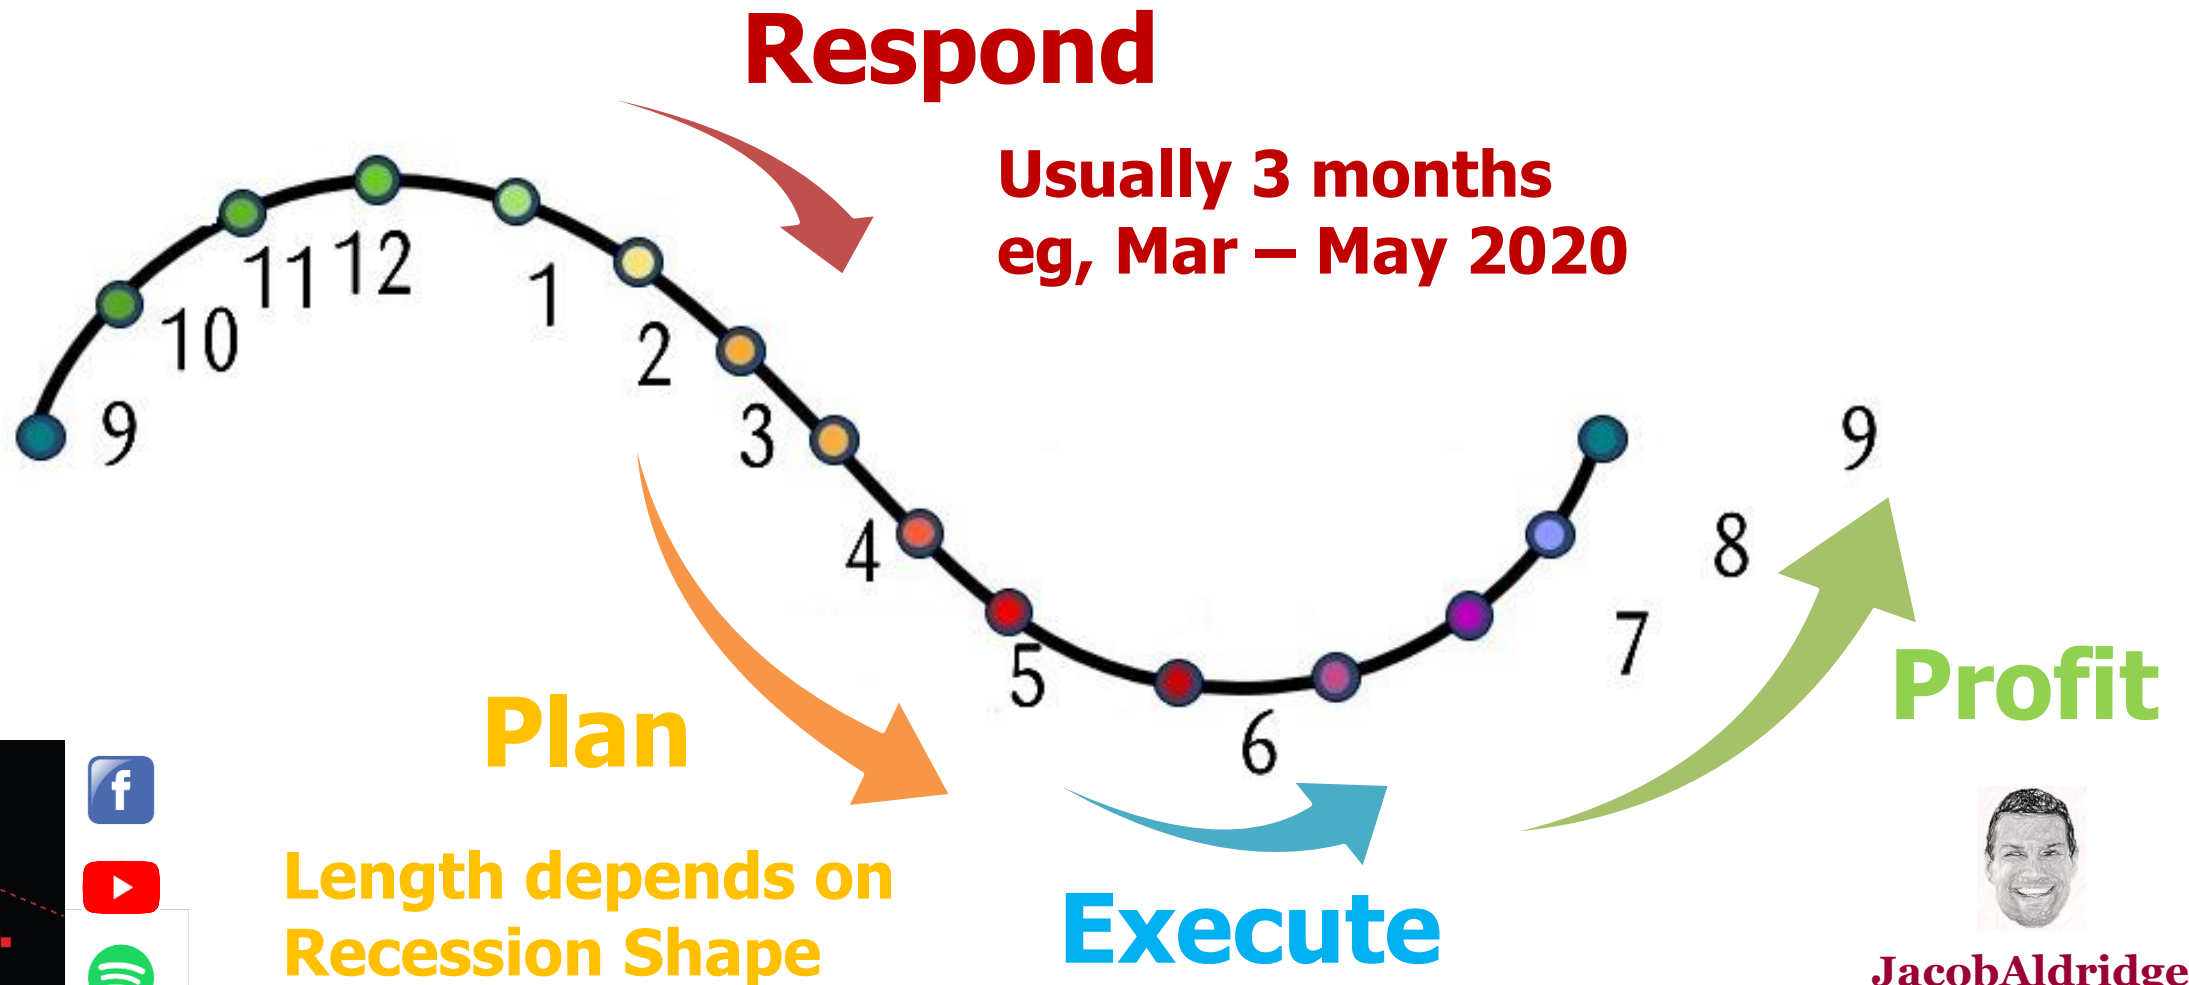 Respond
Usually 3 months
eg, Mar – May 2020
12
11
1
10
2
9
3
9
4
8
5
7
6
Plan
Profit
Length depends on
Recession Shape
Execute
f
JacobAldridge